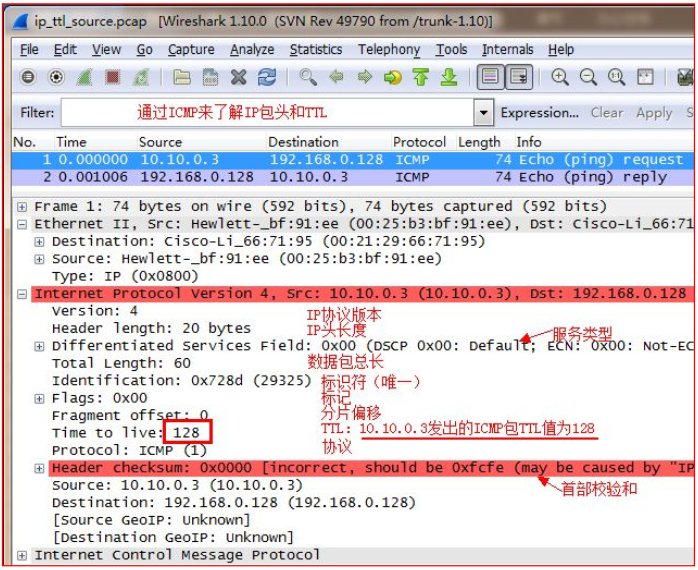 ip_ttl_source.pcap [Wireshark 1.10.0 (SVN Rev 49790 from /trunk-1.10)]
File Edit View Go Capture Analyze Statistics Telephony Tools Internals Help
Filter: 通过ICMP来了解IP包头和TTL Expression... Clear Apply S
No. Time Source Destination Protocol Length Info
1 0.000000 10.10.0.3 192.168.0.128 ICMP 74 Echo (ping) request
2 0.001006 192.168.0.128 10.10.0.3 ICMP 74 Echo (ping) reply
Frame 1: 74 bytes on wire (592 bits), 74 bytes captured (592 bits)
Ethernet II, Src: Hewlett-_bf:91:ee (00:25:b3:bf:91:ee), Dst: Cisco-Li_66:71
Destination: Cisco-Li_66:71:95 (00:21:29:66:71:95)
Source: Hewlett-_bf:91:ee (00:25:b3:bf:91:ee)
Type: IP (0x0800)
Internet Protocol Version 4, Src: 10.10.0.3 (10.10.0.3), Dst: 192.168.0.128
Version: 4 IP协议版本
Header length: 20 bytes IP头长度 服务类型
Differentiated Services Field: 0x00 (DSCP 0x00: Default; ECN: 0x00: Not-EC
Total Length: 60 数据包总长
Identification: 0x728d (29325) 标识符（唯一）
Flags: 0x00 标记
Fragment offset: 0 分片偏移
Time to live: 128 TTL：10.10.0.3发出的ICMP包TTL值为128
Protocol: ICMP (1) 协议
Header checksum: 0x0000 [incorrect, should be 0xfcfe (may be caused by "IP
Source: 10.10.0.3 (10.10.0.3) 首部校验和
Destination: 192.168.0.128 (192.168.0.128)
[Source GeoIP: Unknown]
[Destination GeoIP: Unknown]
Internet Control Message Protocol